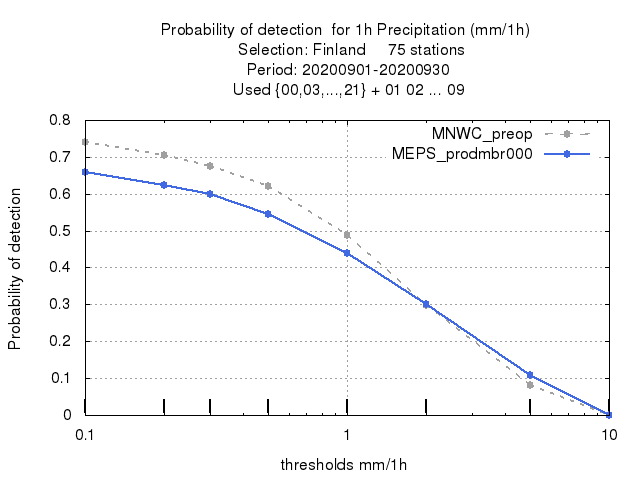 Probability of detection  for 1h Precipitation (mm/1h)
Selection: Finland     75 stations
Period: 20200901-20200930
Used {00,03,...,21} + 01 02 ... 09
MNWC_preop
MEPS_prodmbr000
Probability of detection
0.8
0.7
0.6
0.5
0.4
0.3
0.2
0.1
0
0.1
1
10
thresholds mm/1h